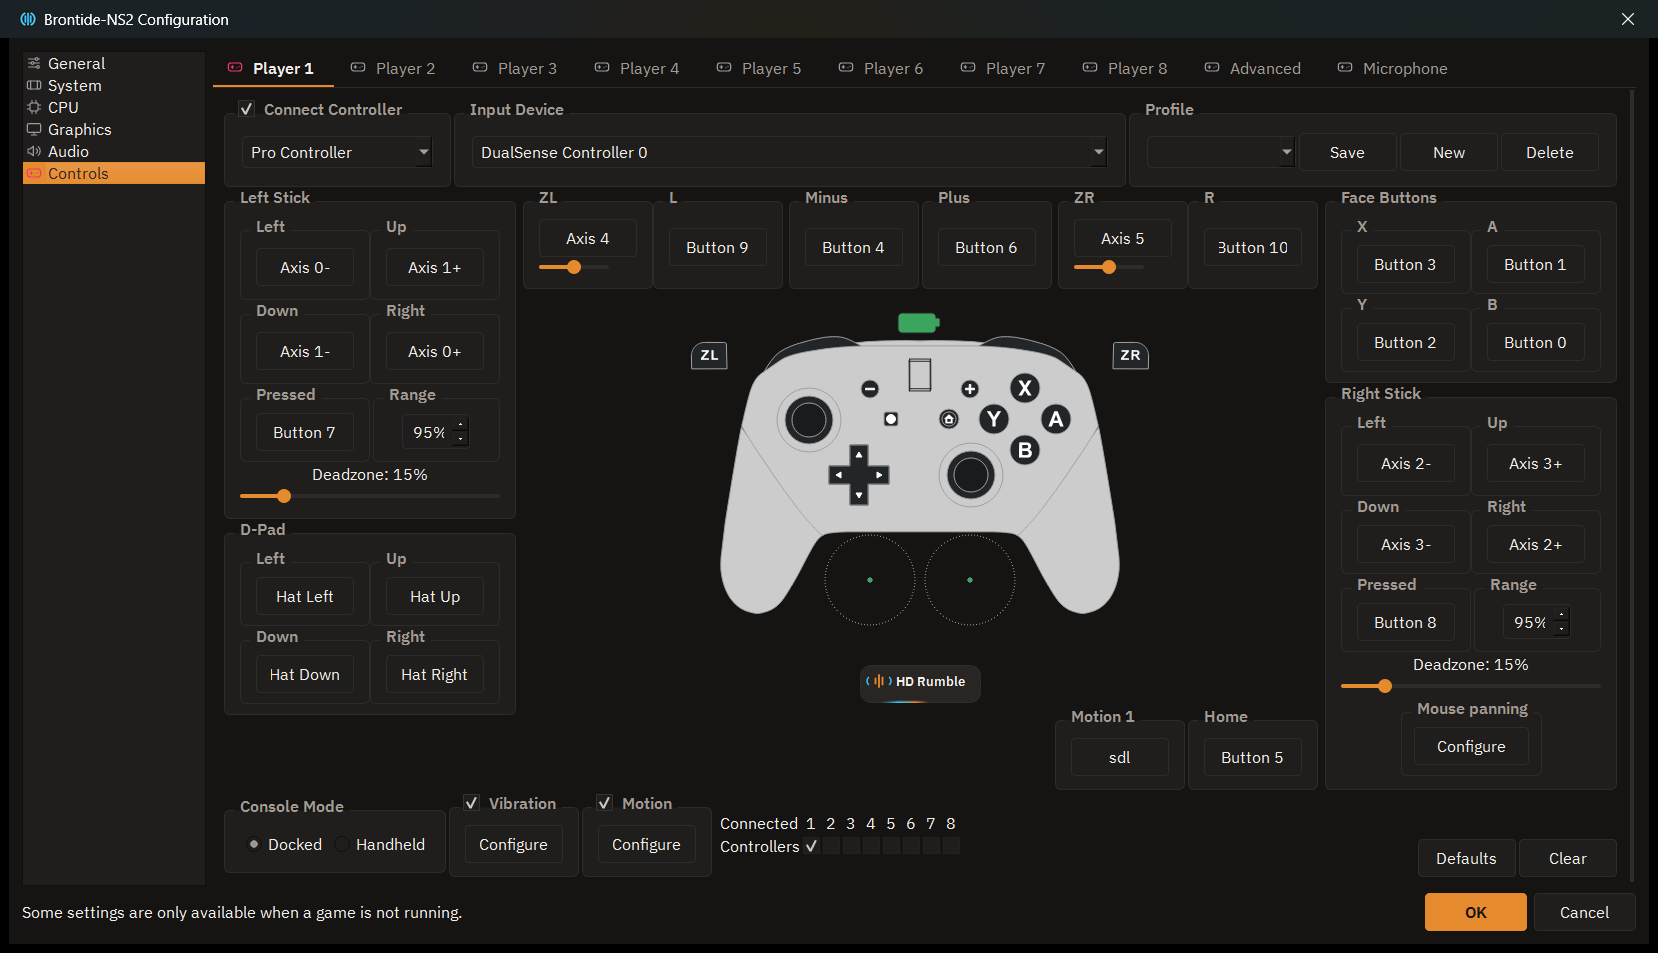 Brontide-NS2 Configuration
General
System
CPU
Graphics
Audio
Controls
Player 1 Player 2 Player 3 Player 4 Player 5 Player 6 Player 7 Player 8 Advanced Microphone
Connect Controller Input Device Profile
Pro Controller DualSense Controller 0 Save New Delete
Left Stick ZL L Minus Plus ZR R Face Buttons
Left Up
Axis 0- Axis 1+
Axis 4 Button 9 Button 4 Button 6 Axis 5 Button 10
X A
Button 3 Button 1
Down Right
Axis 1- Axis 0+
Y B
Button 2 Button 0
Pressed Range
Button 7 95%
Deadzone: 15%
ZL ZR
X
Y A
B
Right Stick
Left Up
Axis 2- Axis 3+
Down Right
Axis 3- Axis 2+
Pressed Range
Button 8 95%
Deadzone: 15%
Mouse panning
Configure
D-Pad
Left Up
Hat Left Hat Up
Down Right
Hat Down Hat Right
HD Rumble
Motion 1 Home
sdl Button 5
Console Mode Vibration Motion
Docked Handheld Configure Configure
Connected 1 2 3 4 5 6 7 8
Controllers
Defaults Clear
Some settings are only available when a game is not running.
OK Cancel